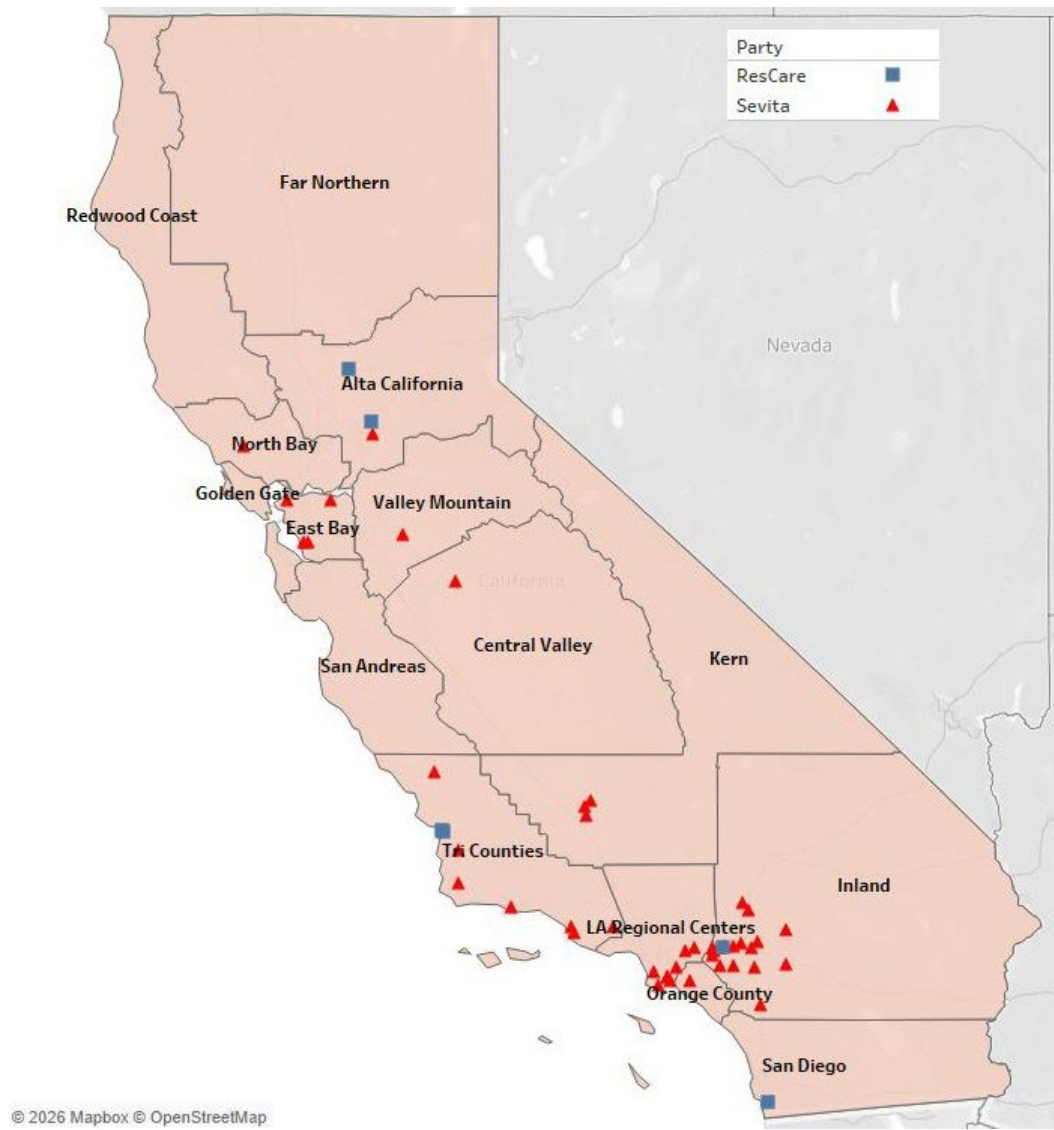 Party
ResCare
Sevita
Far Northern
Redwood Coast
Nevada
Alta California
North Bay
Golden Gate
Valley Mountain
East Bay
California
Central Valley
Kern
San Andreas
Tri Counties
Inland
LA Regional Centers
Orange County
San Diego
© 2026 Mapbox © OpenStreetMap